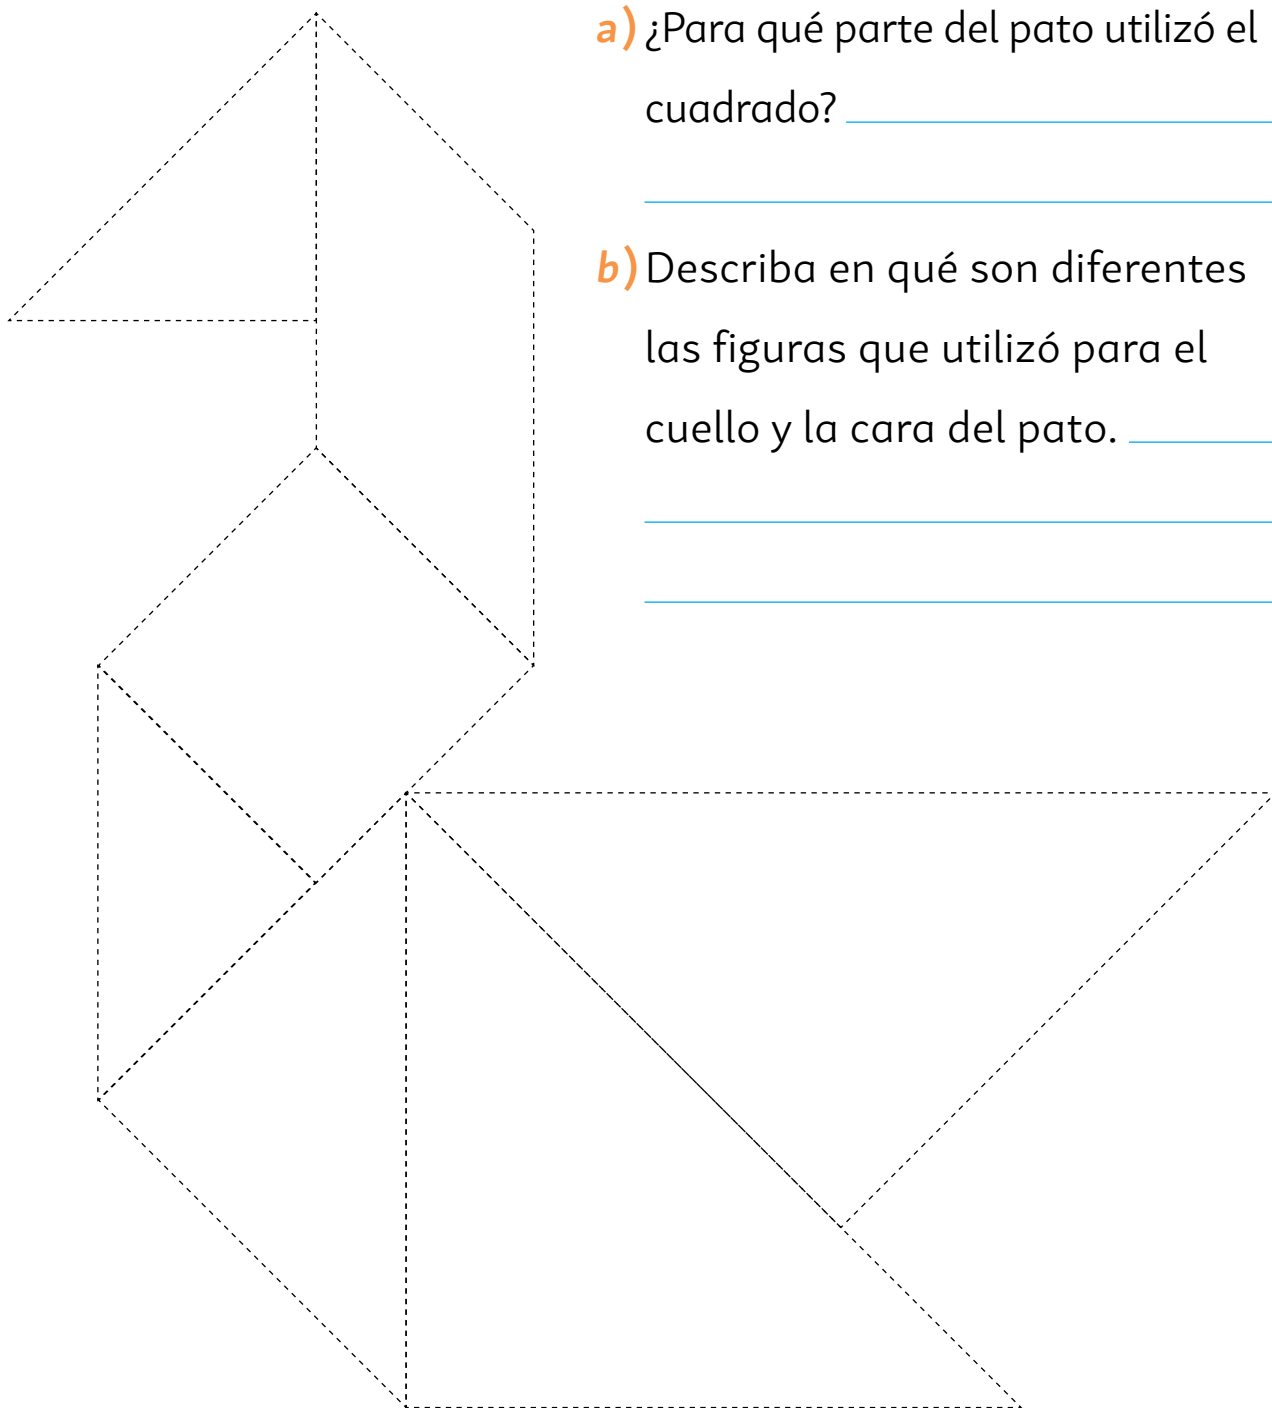 a) ¿Para qué parte del pato utilizó el
cuadrado?
b) Describa en qué son diferentes
las figuras que utilizó para el
cuello y la cara del pato.